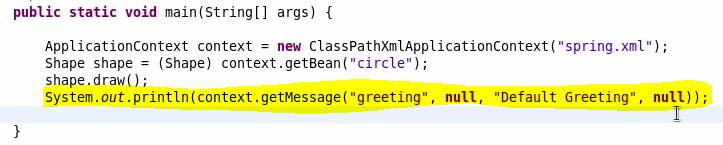 public static void main(String[] args) {
ApplicationContext context = new ClassPathXmlApplicationContext("spring.xml");
Shape shape = (Shape) context.getBean("circle");
shape.draw();
System.out.println(context.getMessage("greeting", null, "Default Greeting", null));
}